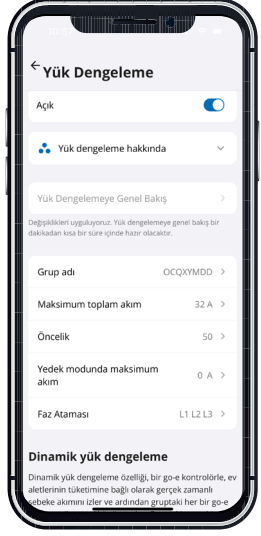 Yük Dengeleme
Açık
Yük dengeleme hakkında
Yük Dengelemeye Genel
Bakış
Değişiklikleri uyguluyoruz. Yük dengelemeye genel bakış bir
dakikadan kısa bir süre içinde hazır olacaktır.
Grup adı OCQXYMDD
Maksimum toplam akım 32 A
Öncelik 50
Yedek modunda maksimum
akım 0 A
Faz Ataması L1 L2 L3
Dinamik yük dengeleme
Dinamik yük dengeleme özelliği, bir go-e kontrolörle, ev
aletlerinin tüketimine bağlı olarak gerçek zamanlı
şebeke akımını izler ve ardından gruptaki her bir go-e